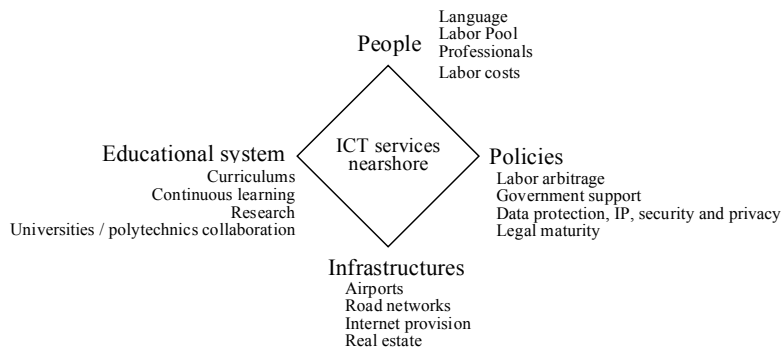 People
Language
Labor Pool
Professionals
Labor costs
ICT services
nearshore
Educational system
Curriculums
Continuous learning
Research
Universities / polytechnics collaboration
Policies
Labor arbitrage
Government support
Data protection, IP, security and privacy
Legal maturity
Infrastructures
Airports
Road networks
Internet provision
Real estate